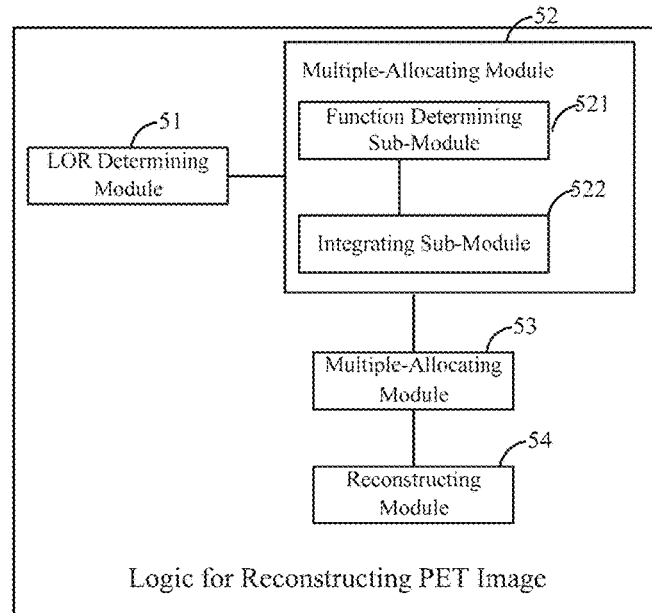 52
Multiple-Allocating Module
51
Function Determining
Sub-Module
521
LOR Determining
Module
522
Integrating Sub-Module
53
Multiple-Allocating
Module
54
Reconstructing
Module
Logic for Reconstructing PET Image